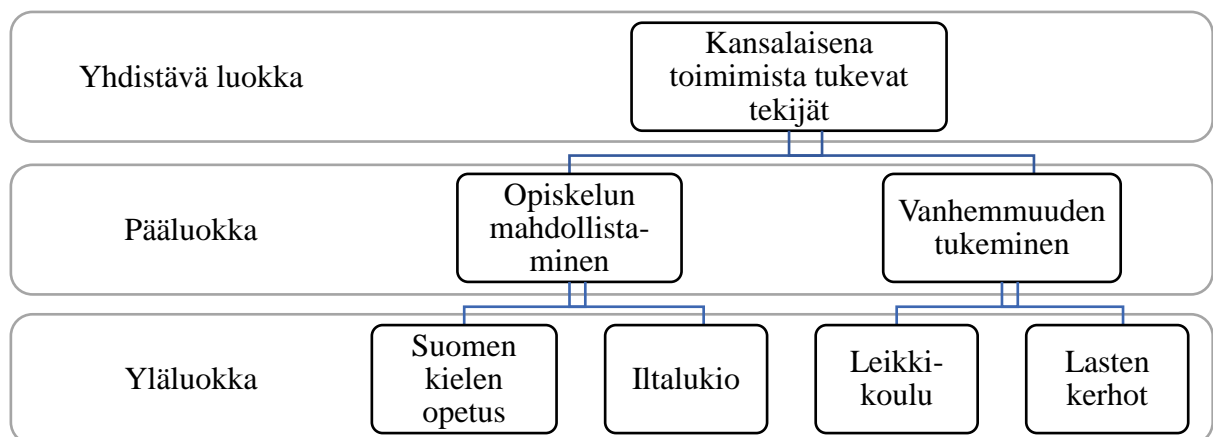 Yhdistävä luokka
Kansalaisena
toimimista tukevat
tekijät
Pääluokka
Opiskelun
mahdollista-
minen
Vanhemmuuden
tukeminen
Yläluokka
Suomen
kielen
opetus
Iltalukio
Leikki-
koulu
Lasten
kerhot